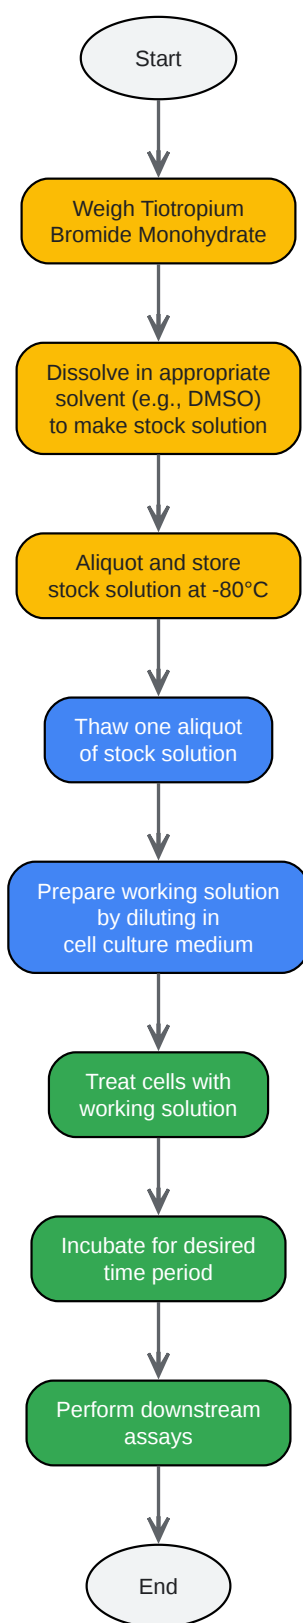 Start
Weigh Tiotropium
Bromide Monohydrate
Dissolve in appropriate
solvent (e.g., DMSO)
to make stock solution
Aliquot and store
stock solution at -80°C
Thaw one aliquot
of stock solution
Prepare working solution
by diluting in
cell culture medium
Treat cells with
working solution
Incubate for desired
time period
Perform downstream
assays
End